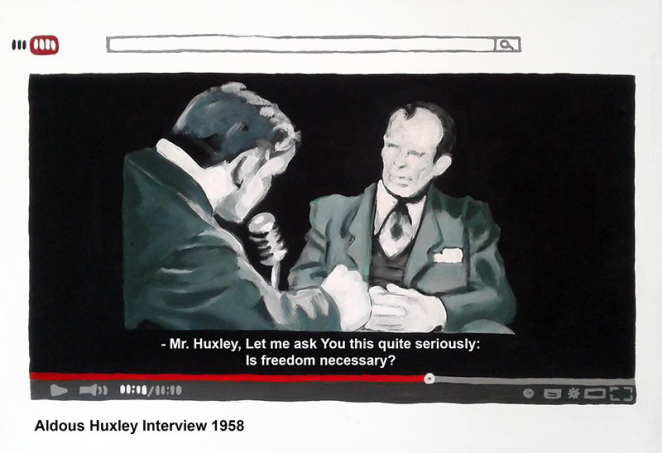 - Mr. Huxley, Let me ask You this quite seriously:
Is freedom necessary?
Aldous Huxley Interview 1958